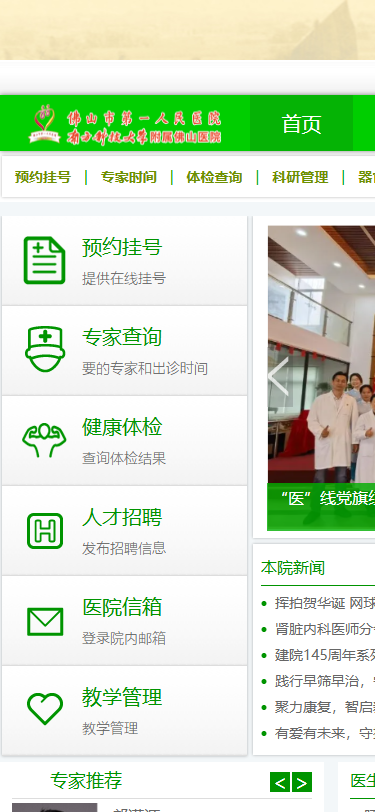 佛山市第一人民医院
南方科技大学附属佛山医院
首页
预约挂号 | 专家时间 | 体检查询 | 科研管理 |
预约挂号
提供在线挂号
专家查询
要的专家和出诊时间
健康体检
查询体检结果
人才招聘
发布招聘信息
医院信箱
登录院内邮箱
教学管理
教学管理
“医”线党旗红
本院新闻
挥拍贺华诞 网球
肾脏内科医师分
建院145周年系列
践行早筛早治,
聚力康复,智启
有爱有未来,守
专家推荐
< >
医生